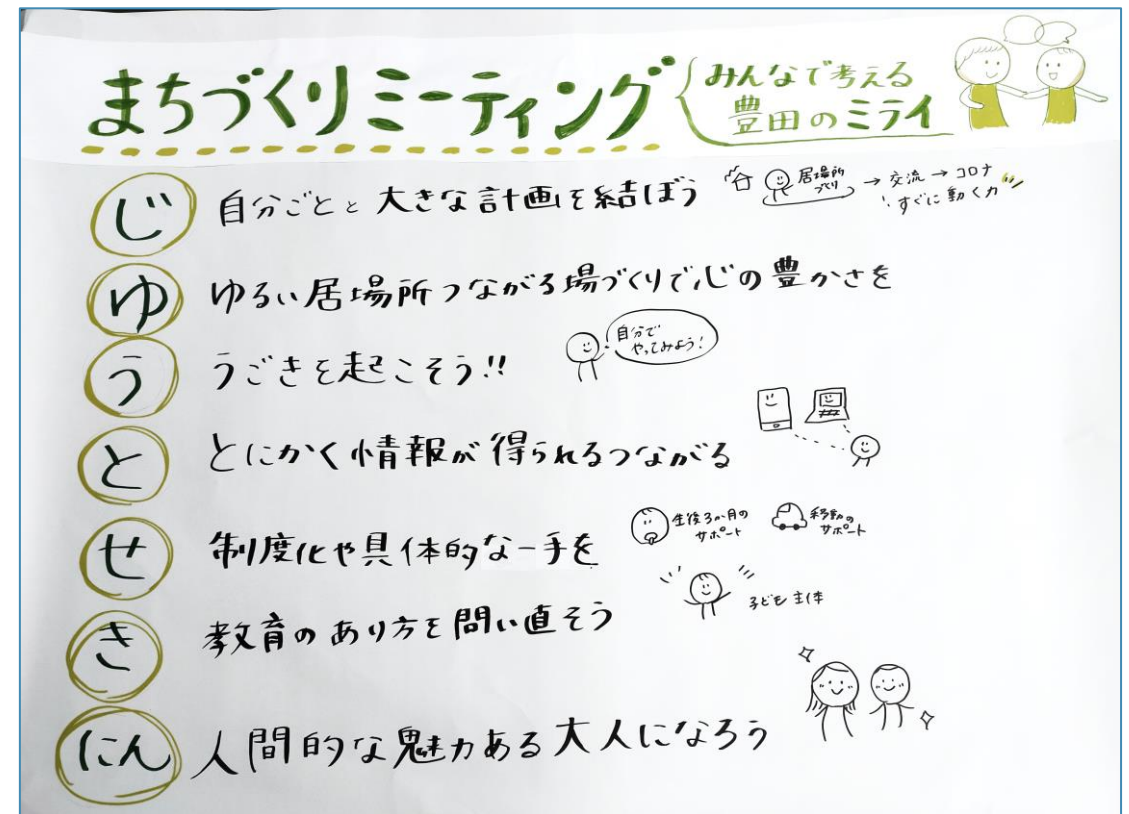 まちづくりミーティング
みんなで考える
豊田のミライ
じ 自分ごとと大きな計画を結ぼう
居場所
づくり
→ 交流 → コロナ
すぐに動く力
ゆ ゆるい居場所つながる場づくりで心の豊かさを
う うごきを起こそう!!
自分で
やってみよう!
と とにかく情報が得られるつながる
せ 制度化や具体的な一手を
生後3か月の
サポート
移動の
サポート
き 教育のあり方を問い直そう
子ども主体
にん 人間的な魅力ある大人になろう